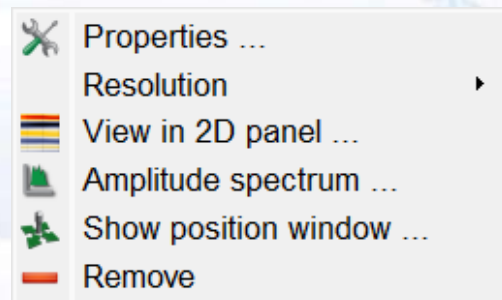 Properties ...
Resolution
View in 2D panel ...
Amplitude spectrum ...
Show position window ...
Remove